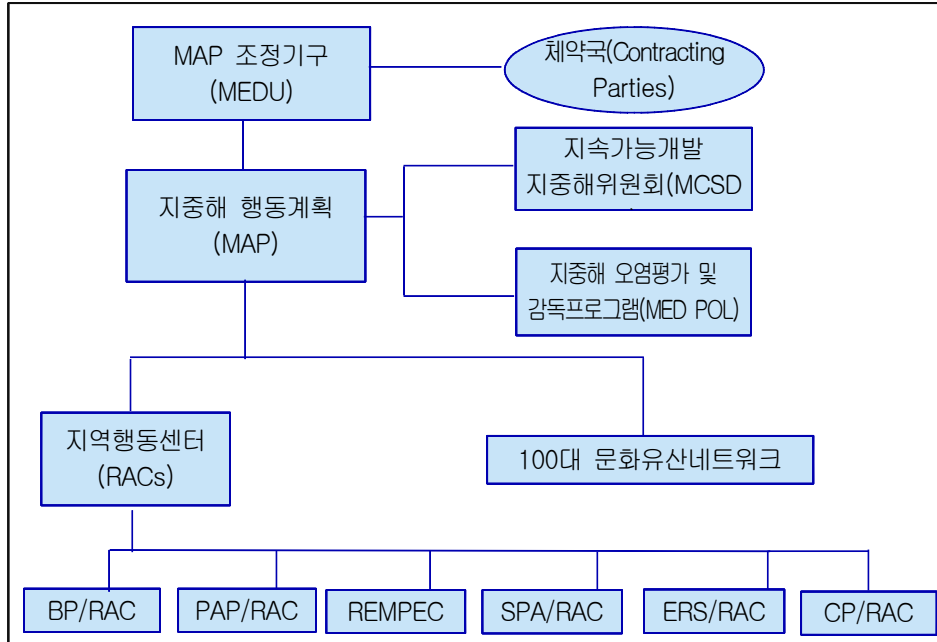 MAP 조정기구
(MEDU)
체약국(Contracting
Parties)
지속가능개발
지중해위원회(MCSD
지중해 행동계획
(MAP)
지중해 오염평가 및
감독프로그램(MED POL)
지역행동센터
(RACs)
100대 문화유산네트워크
BP/RAC
PAP/RAC
REMPEC
SPA/RAC
ERS/RAC
CP/RAC